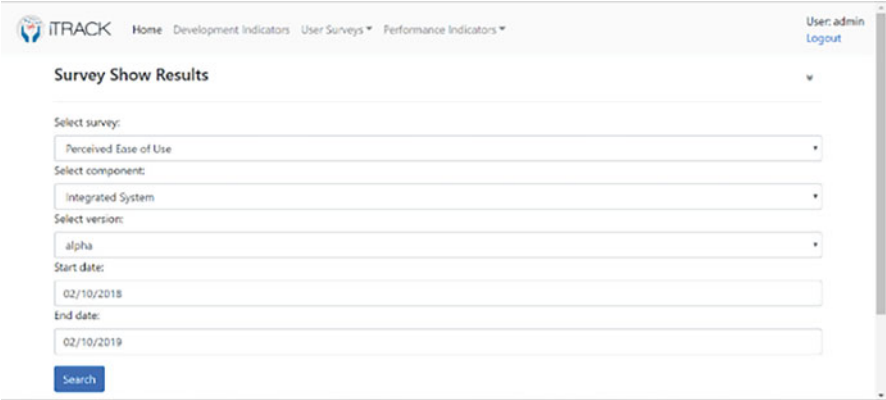 iTRACK Home Development Indicators User Surveys Performance Indicators User: admin
Logout
Survey Show Results
Select survey:
Perceived Ease of Use
Select component:
Integrated System
Select version:
alpha
Start date:
02/10/2018
End date:
02/10/2019
Search